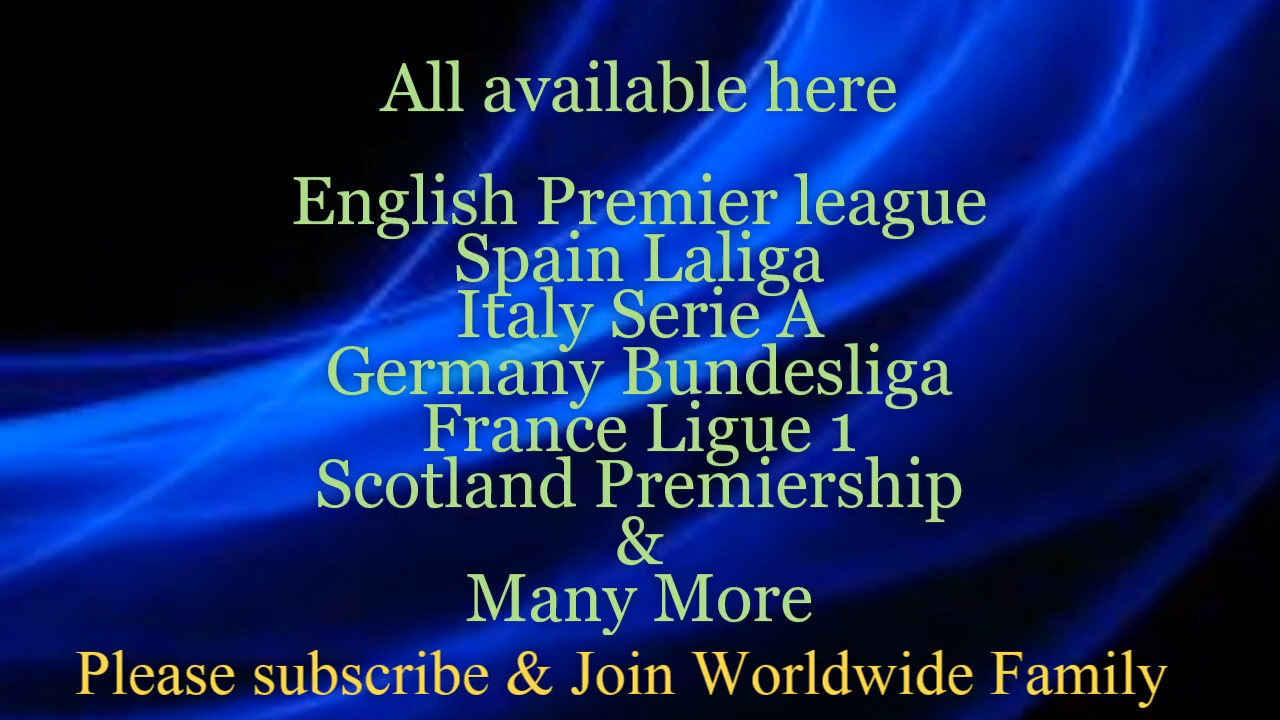 All available here
English Premier league
Spain Laliga
Italy Serie A
Germany Bundesliga
France Ligue 1
Scotland Premiership
&
Many More
Please subscribe & Join Worldwide Family